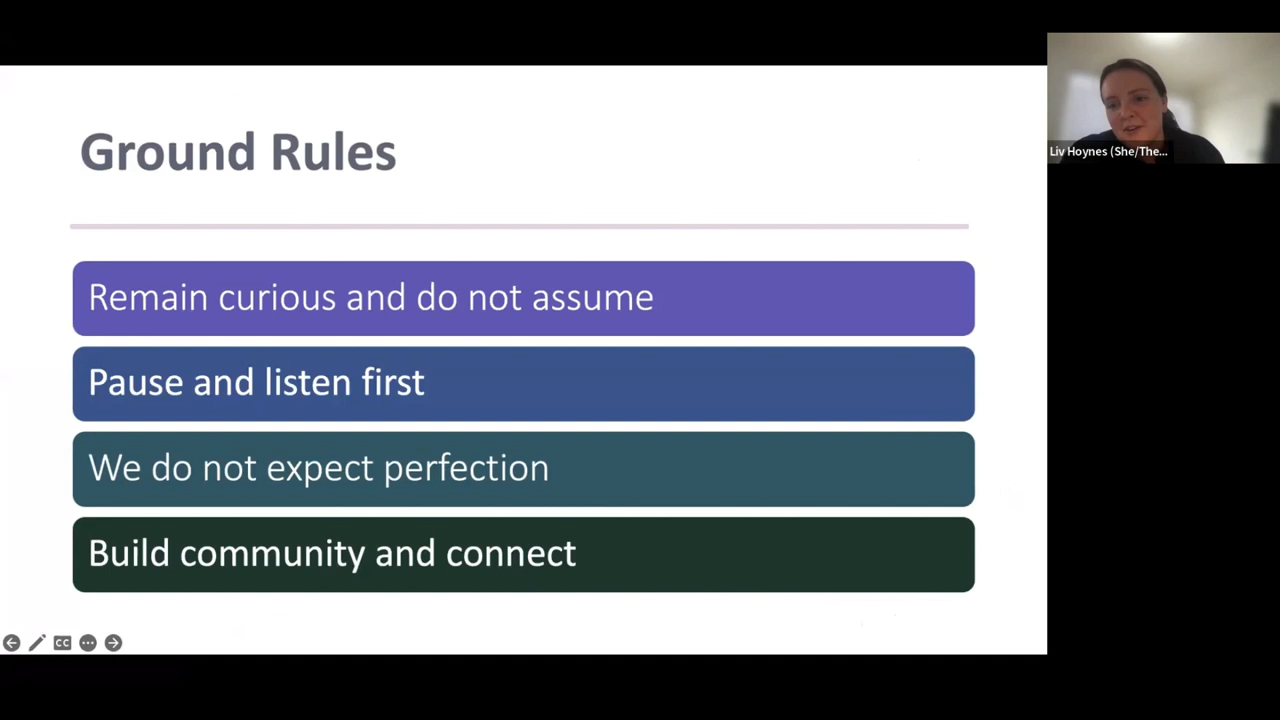 Ground Rules
Liv Hoynes (She/The...
Remain curious and do not assume
Pause and listen first
We do not expect perfection
Build community and connect
CC